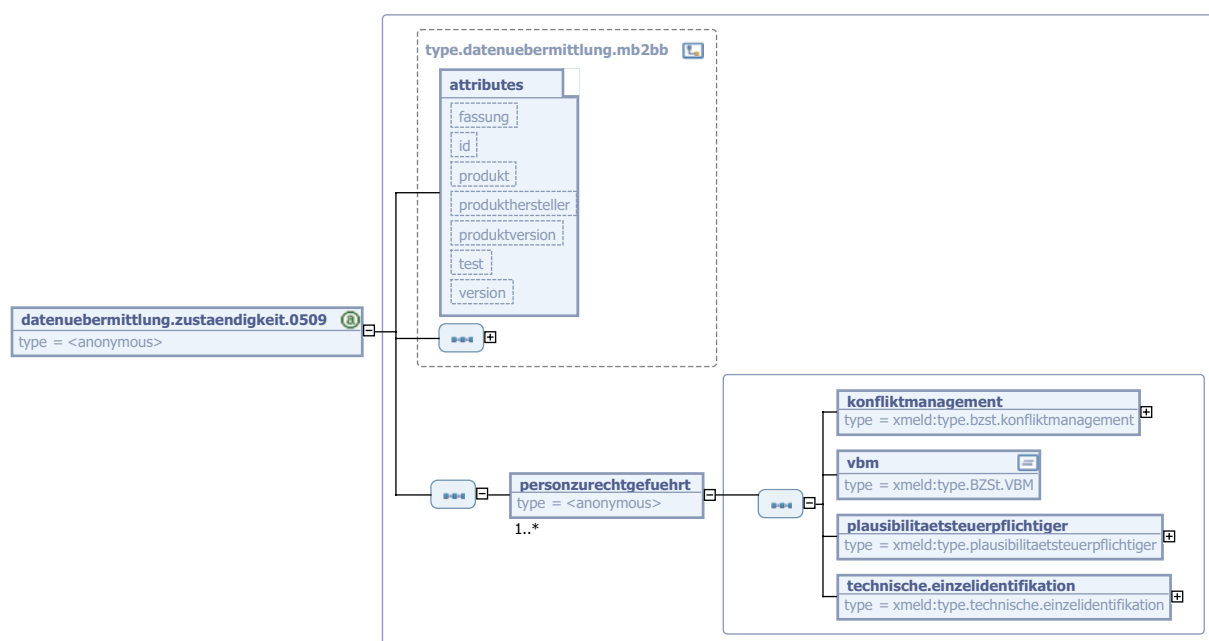 type.datenuebermittlung.mb2bb
attributes
fassung
id
produkt
produkthersteller
produktversion
test
version
datenuebermittlung.zustaendigkeit.0509
type = <anonymous>
personzurechtgefuehrt
type = <anonymous>
1..*
konfliktmanagement
type = xmeld:type.bzst.konfliktmanagement
vbm
type = xmeld:type.BZSt.VBM
plausibilitaetsteuerpflichtiger
type = xmeld:type.plausibilitaetsteuerpflichtiger
technische.einzelidentifikation
type = xmeld:type.technische.einzelidentifikation